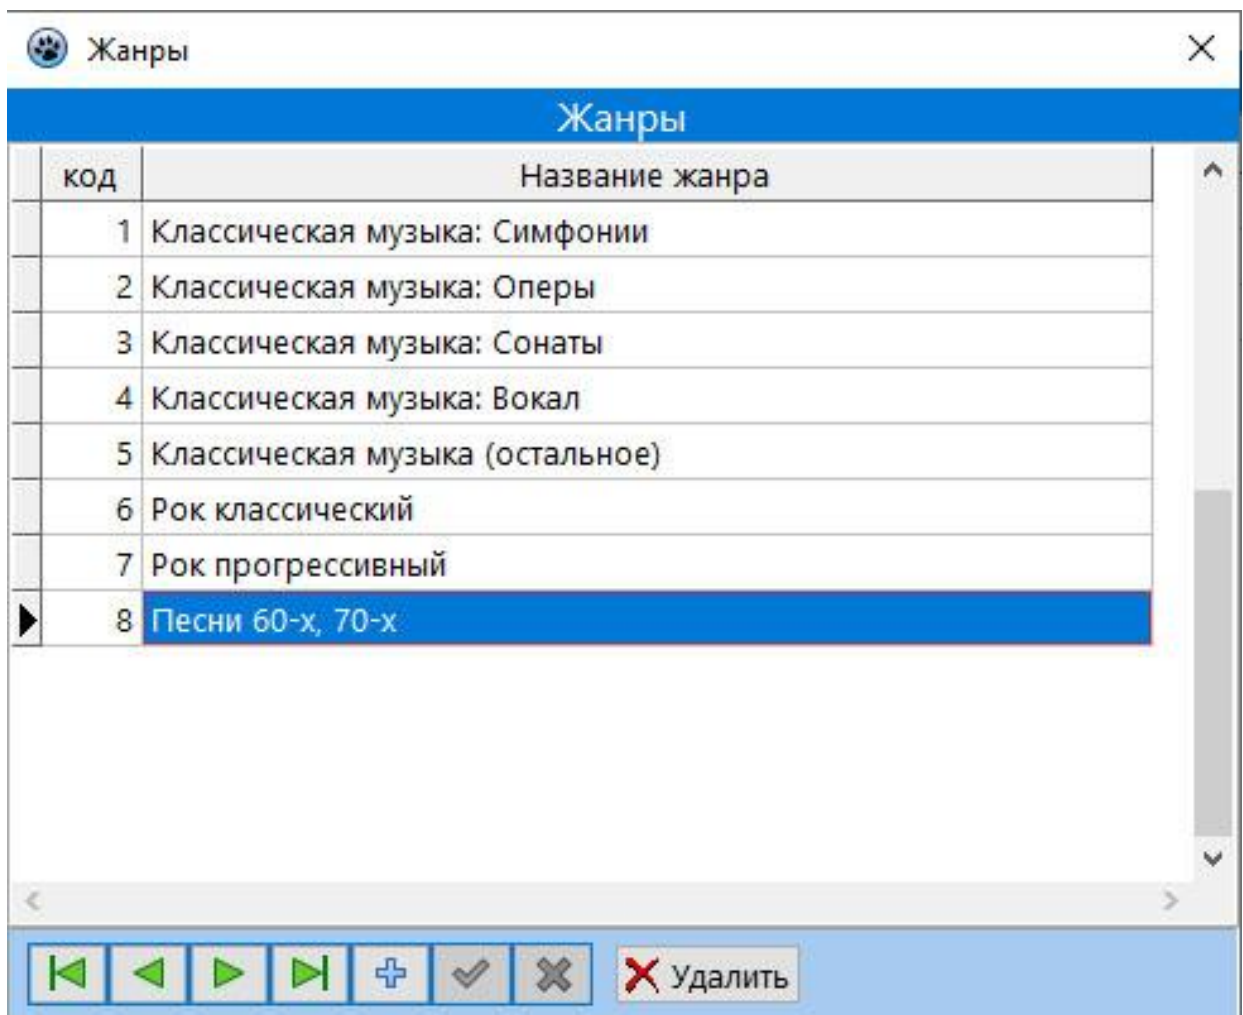 Жанры
Жанры
код Название жанра
1 Классическая музыка: Симфонии
2 Классическая музыка: Оперы
3 Классическая музыка: Сонаты
4 Классическая музыка: Вокал
5 Классическая музыка (остальное)
6 Рок классический
7 Рок прогрессивный
8 Песни 60-х, 70-х
Удалить